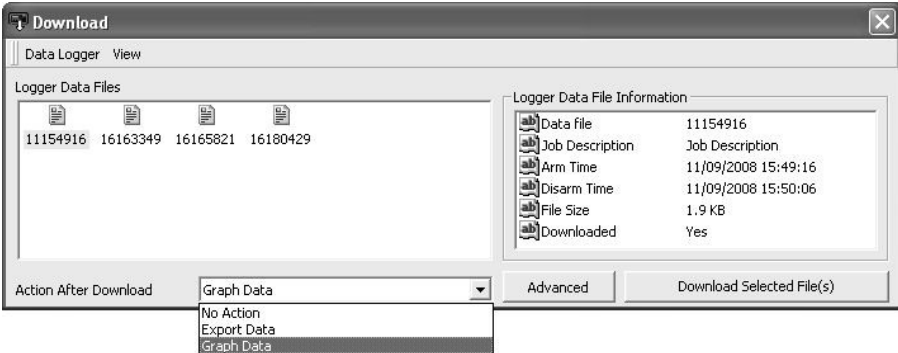 Download
Data Logger View
Logger Data Files
11154916 16163349 16165821 16180429
Logger Data File Information
Data file 11154916
Job Description Job Description
Arm Time 11/09/2008 15:49:16
Disarm Time 11/09/2008 15:50:06
File Size 1.9 KB
Downloaded Yes
Action After Download Graph Data
Advanced Download Selected File(s)
No Action
Export Data
Graph Data